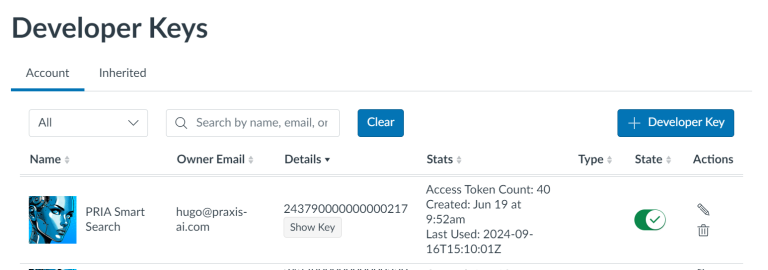 Developer Keys
Account Inherited
All Search by name, email, or Clear + Developer Key
Name Owner Email Details Stats Type State Actions
PRIA Smart
Search
hugo@praxis-
ai.com
243790000000000217
Show Key
Access Token Count: 40
Created: Jun 19 at
9:52am
Last Used: 2024-09-
16T15:10:01Z